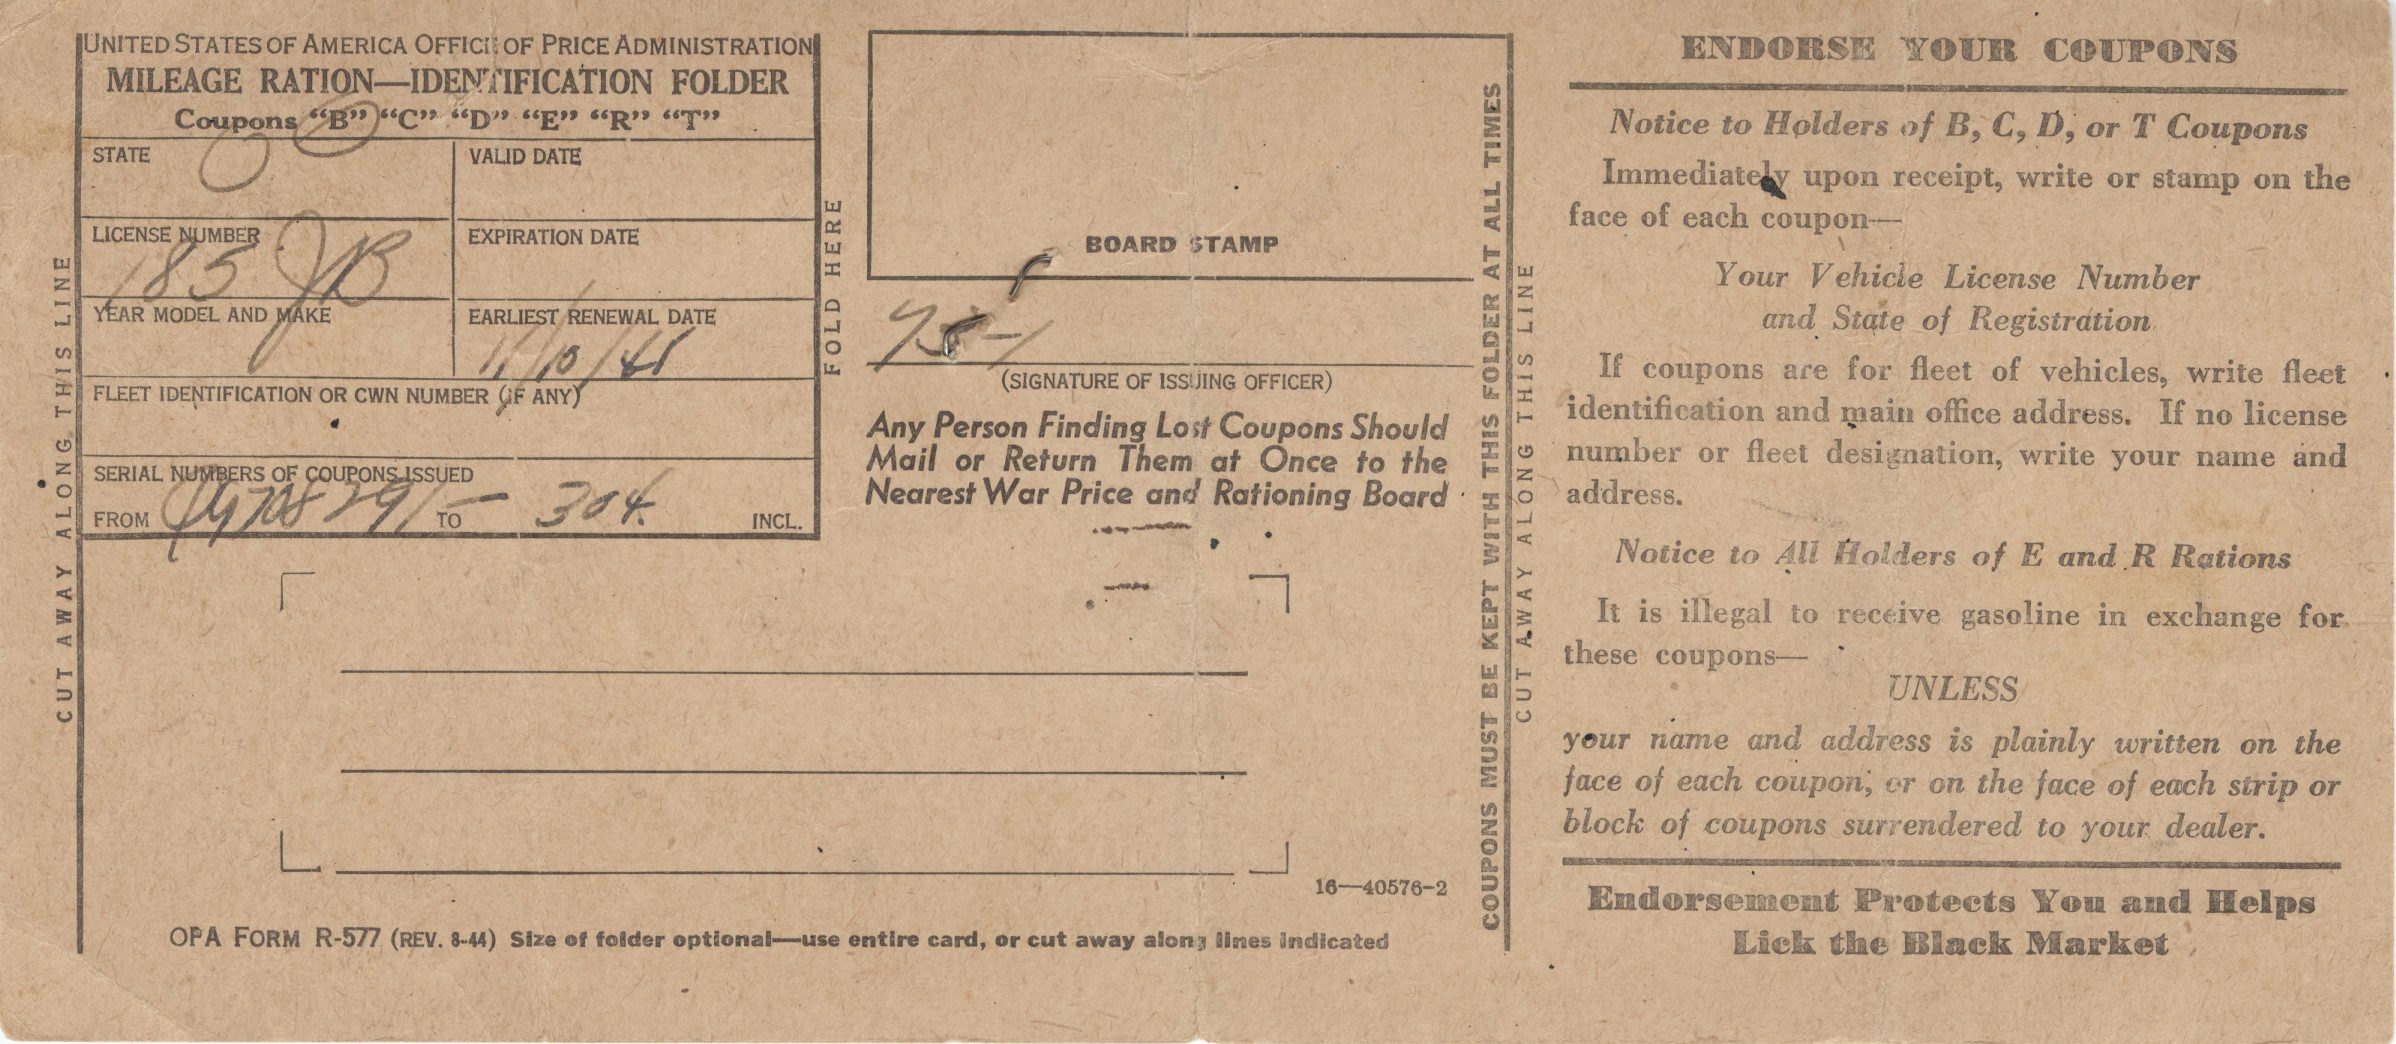 UNITED STATES OF AMERICA OFFICE OF PRICE ADMINISTRATION
MILEAGE RATION—IDENTIFICATION FOLDER
Coupons "B" "C" "D" "E" "R" "T"
STATE
VALID DATE
LICENSE NUMBER
185 JB
EXPIRATION DATE
YEAR MODEL AND MAKE
EARLIEST RENEWAL DATE
11/10/
FLEET IDENTIFICATION OR CWN NUMBER (IF ANY)
SERIAL NUMBERS OF COUPONS ISSUED
FROM TO 304. INCL.
CUT AWAY ALONG THIS LINE
FOLD HERE
BOARD STAMP
95-1
(SIGNATURE OF ISSUING OFFICER)
Any Person Finding Lost Coupons Should
Mail or Return Them at Once to the
Nearest War Price and Rationing Board
16—40576-2
OPA FORM R-577 (REV. 8-44) Size of folder optional—use entire card, or cut away along lines indicated
COUPONS MUST BE KEPT WITH THIS FOLDER AT ALL TIMES
CUT AWAY ALONG THIS LINE
ENDORSE YOUR COUPONS
Notice to Holders of B, C, D, or T Coupons
Immediately upon receipt, write or stamp on the
face of each coupon—
Your Vehicle License Number
and State of Registration
If coupons are for fleet of vehicles, write fleet
identification and main office address. If no license
number or fleet designation, write your name and
address.
Notice to All Holders of E and R Rations
It is illegal to receive gasoline in exchange for
these coupons—
UNLESS
your name and address is plainly written on the
face of each coupon, or on the face of each strip or
block of coupons surrendered to your dealer.
Endorsement Protects You and Helps
Lick the Black Market